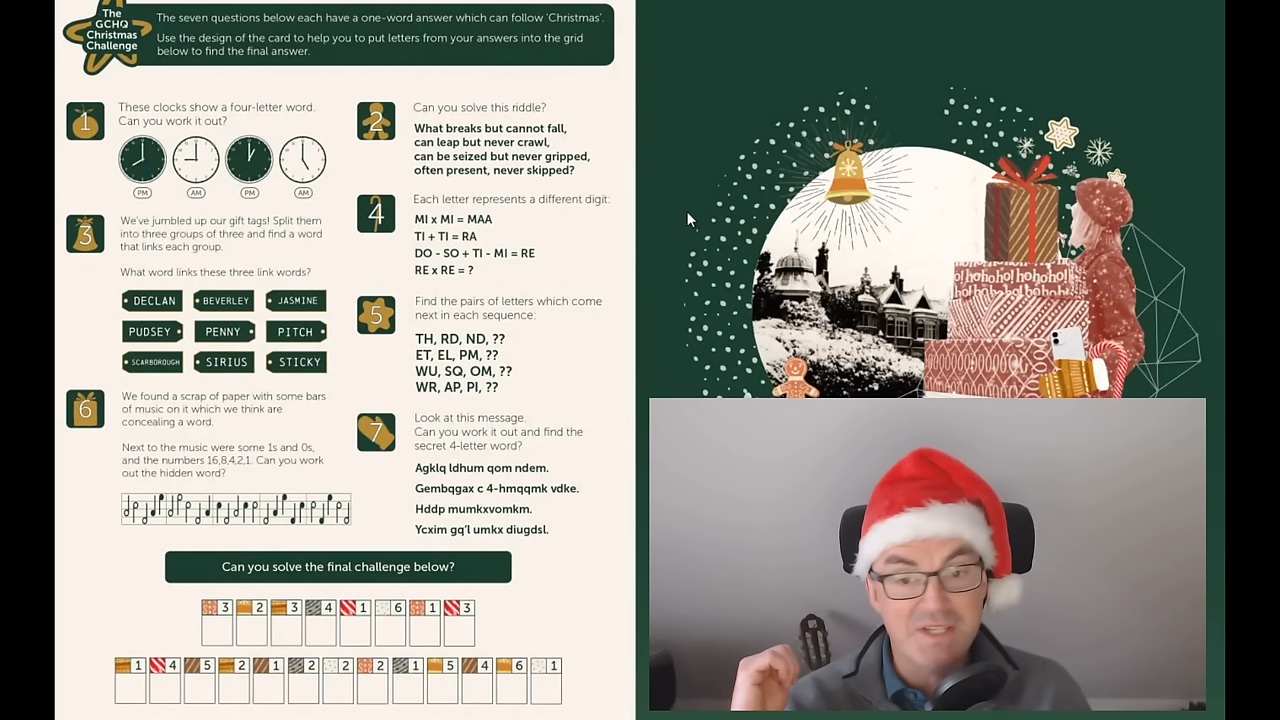 The
GCHQ
Christmas
Challenge
The seven questions below each have a one-word answer which can follow 'Christmas'.
Use the design of the card to help you to put letters from your answers into the grid
below to find the final answer.
1
These clocks show a four-letter word.
Can you work it out?
PM AM PM AM
2
Can you solve this riddle?
What breaks but cannot fall,
can leap but never crawl,
can be seized but never gripped,
often present, never skipped?
3
We've jumbled up our gift tags! Split them
into three groups of three and find a word
that links each group.
What word links these three link words?
DECLAN BEVERLEY JASMINE
PUDSEY PENNY PITCH
SCARBOROUGH SIRIUS STICKY
4
Each letter represents a different digit:
MI x MI = MAA
TI + TI = RA
DO - SO + TI - MI = RE
RE x RE = ?
5
Find the pairs of letters which come
next in each sequence:
TH, RD, ND, ??
ET, EL, PM, ??
WU, SQ, OM, ??
WR, AP, PI, ??
6
We found a scrap of paper with some bars
of music on it which we think are
concealing a word.
Next to the music were some 1s and 0s,
and the numbers 16,8,4,2,1. Can you work
out the hidden word?
7
Look at this message.
Can you work it out and find the
secret 4-letter word?
Agklq ldhum qom ndem.
Gembqgax c 4-hmqqmk vdke.
Hddp mumkxvomkm.
Ycxim gq'l umkx diugdsl.
Can you solve the final challenge below?
3 2 3 4 1 6 1 3
1 4 5 2 1 2 2 2 1 5 4 6 1
hohoho! hohohoho!
ho! hohoho! hohoh